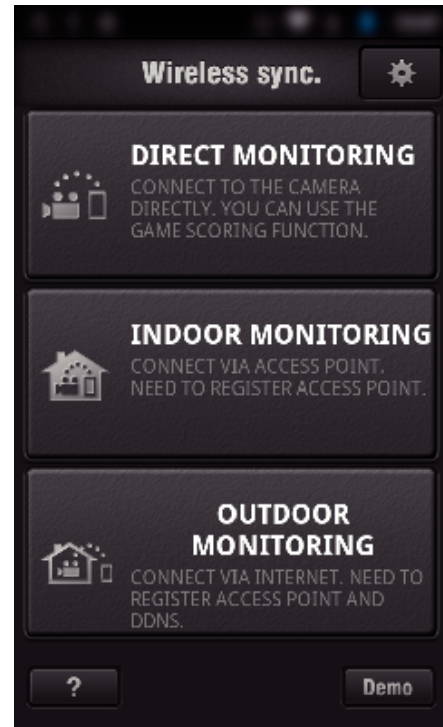 Wireless sync.
DIRECT MONITORING
CONNECT TO THE CAMERA
DIRECTLY. YOU CAN USE THE
GAME SCORING FUNCTION.
INDOOR MONITORING
CONNECT VIA ACCESS POINT.
NEED TO REGISTER ACCESS POINT.
OUTDOOR
MONITORING
CONNECT VIA INTERNET. NEED TO
REGISTER ACCESS POINT AND
DDNS.
?
Demo